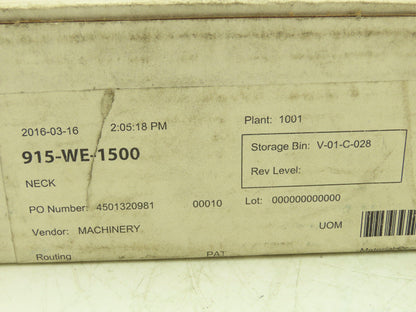 2016-03-16 2:05:18 PM Plant: 1001
915-WE-1500 Storage Bin: V-01-C-028
NECK Rev Level:
PO Number: 4501320981 00010 Lot: 000000000000
Vendor: MACHINERY UOM
Routing PAT
Material